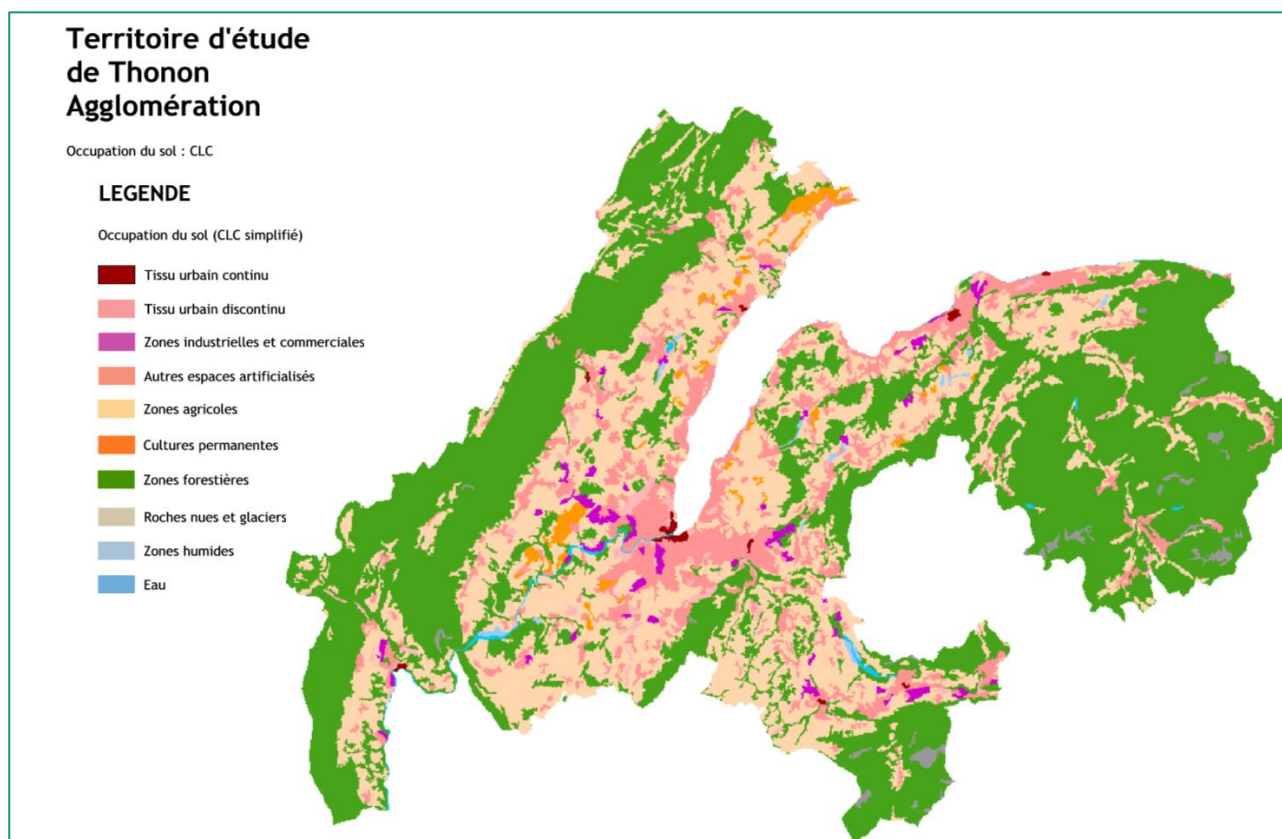 Territoire d'étude
de Thonon
Agglomération
Occupation du sol : CLC
LEGENDE
Occupation du sol (CLC simplifié)
Tissu urbain continu
Tissu urbain discontinu
Zones industrielles et commerciales
Autres espaces artificialisés
Zones agricoles
Cultures permanentes
Zones forestières
Roches nues et glaciers
Zones humides
Eau